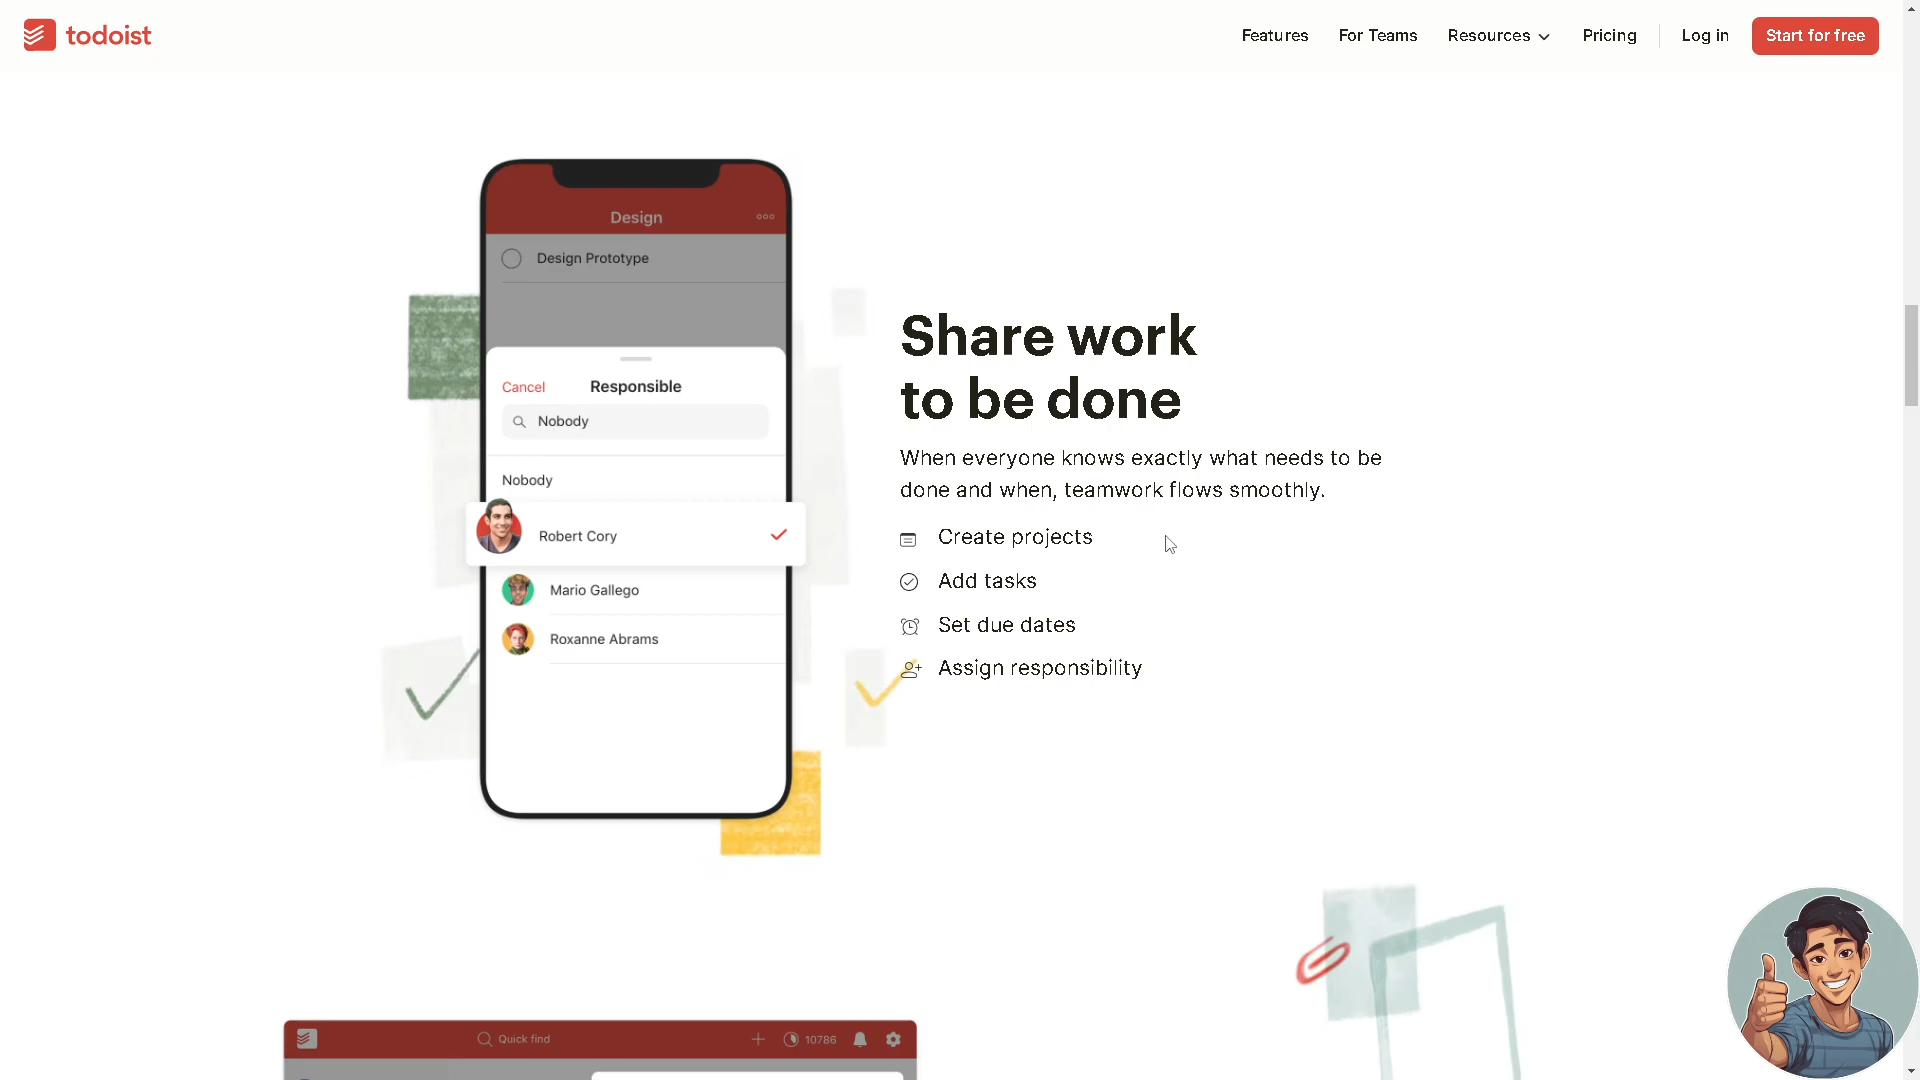 todoist
Features
For Teams
Resources
Pricing
Log in
Start for free
Design
Design Prototype
Cancel
Responsible
Nobody
Nobody
Robert Cory
Mario Gallego
Roxanne Abrams
Share work
to be done
When everyone knows exactly what needs to be
done and when, teamwork flows smoothly.
Create projects
Add tasks
Set due dates
Assign responsibility
Quick find
10786